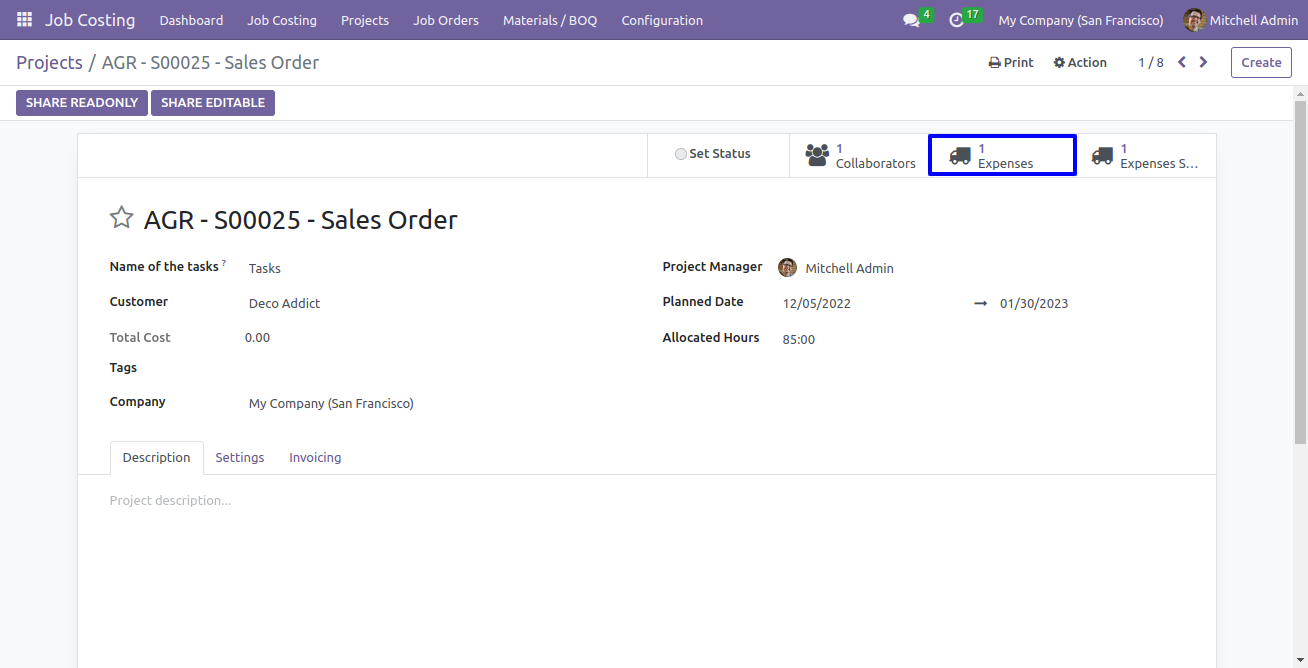 Job Costing Dashboard Job Costing Projects Job Orders Materials / BOQ Configuration 4 17 My Company (San Francisco) Mitchell Admin
Projects / AGR - S00025 - Sales Order Print Action 1 / 8 Create
SHARE READONLY SHARE EDITABLE
Set Status
1 Collaborators
1 Expenses
1 Expenses S...
AGR - S00025 - Sales Order
Name of the tasks ? Tasks
Project Manager Mitchell Admin
Customer Deco Addict
Planned Date 12/05/2022 → 01/30/2023
Total Cost 0.00
Allocated Hours 85:00
Tags
Company My Company (San Francisco)
Description Settings Invoicing
Project description...